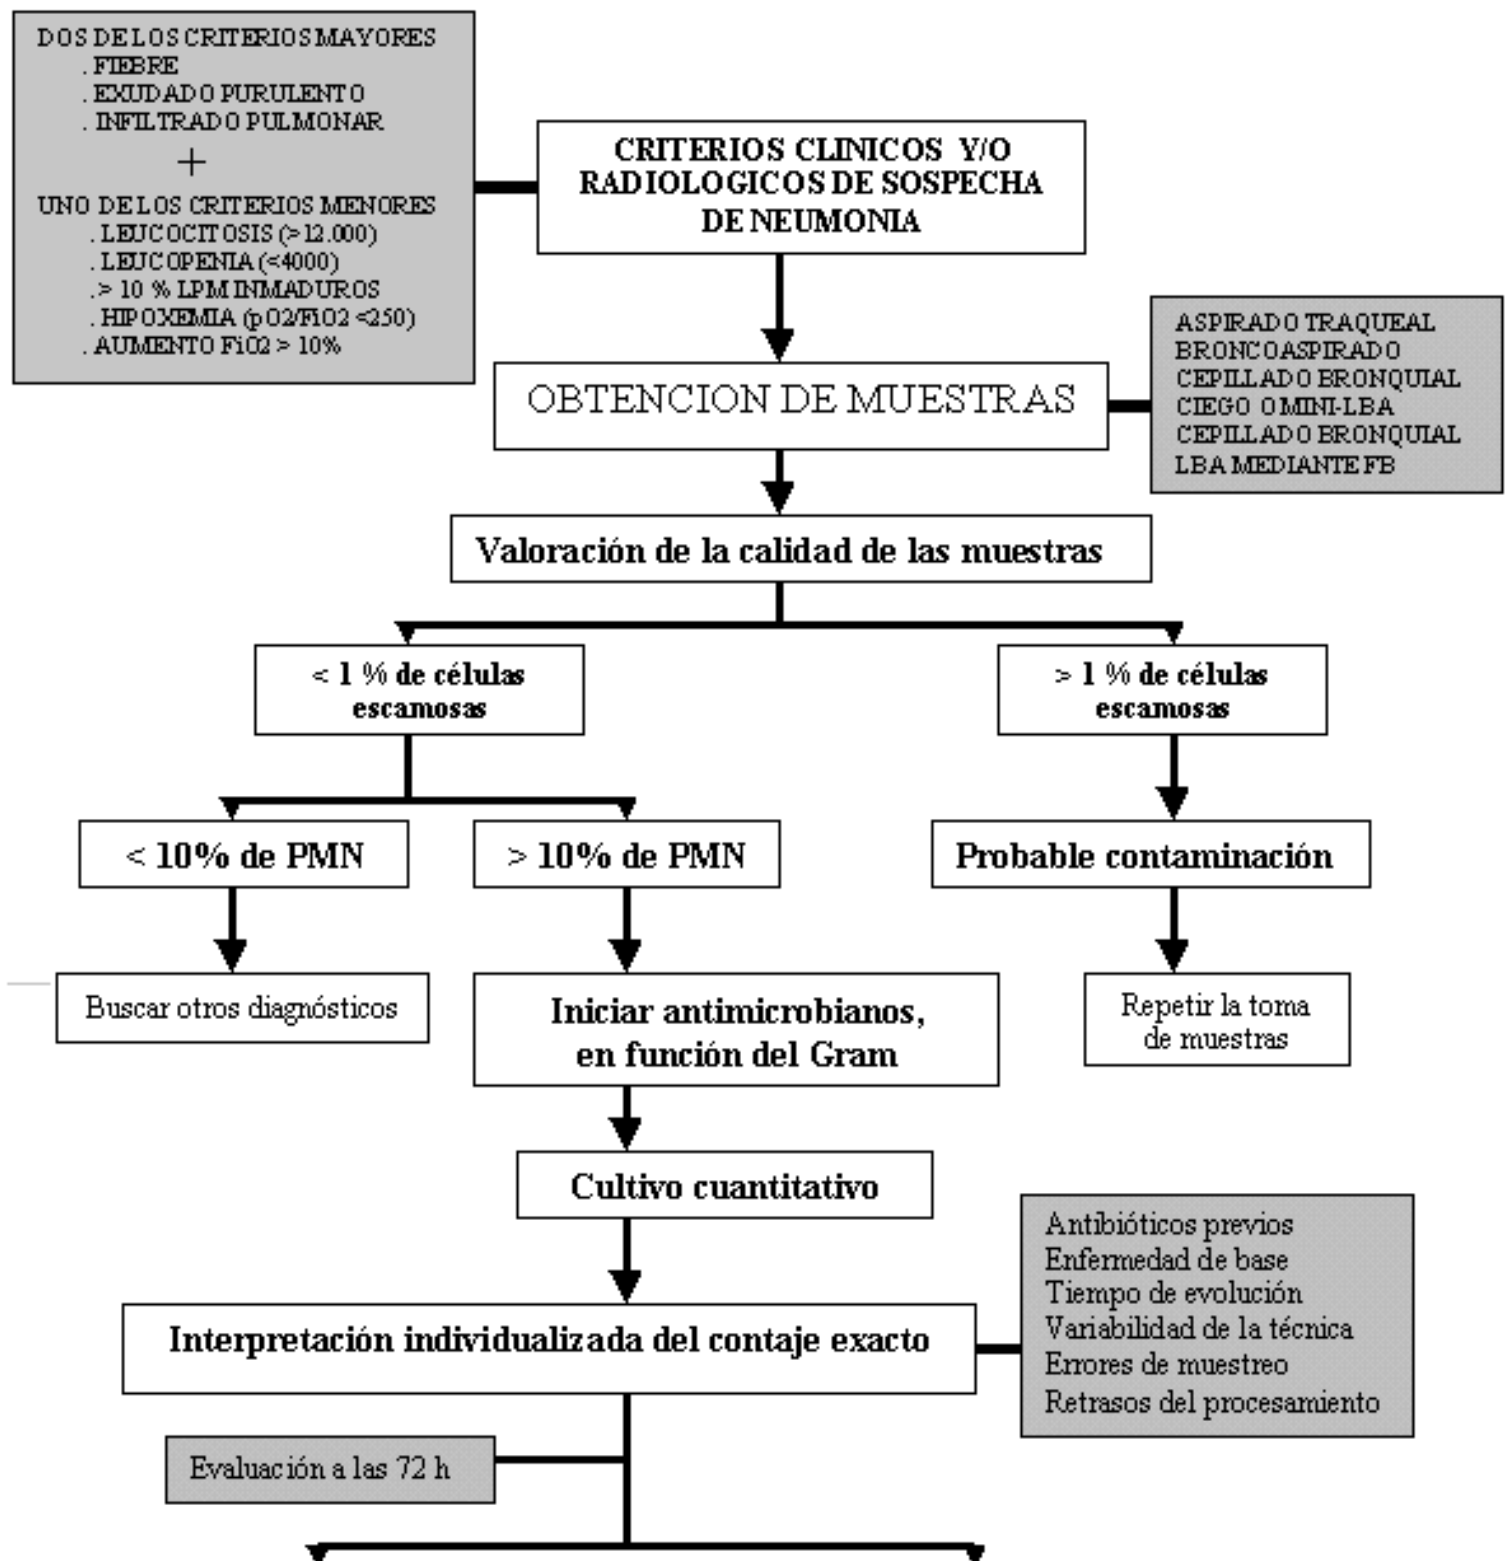 DOS DE LOS CRITERIOS MAYORES
. FIEBRE
. EXUDADO PURULENTO
. INFILTRADO PULMONAR
+
UNO DE LOS CRITERIOS MENORES
. LEUCOCITOSIS (>12.000)
. LEUCOPENIA (<4000)
.> 10 % LPM INMADUROS
. HIPOXEMIA (pO2/FiO2 <250)
. AUMENTO FiO2 > 10%
CRITERIOS CLINICOS Y/O
RADIOLOGICOS DE SOSPECHA
DE NEUMONIA
OBTENCION DE MUESTRAS
ASPIRADO TRAQUEAL
BRONCOASPIRADO
CEPILLADO BRONQUIAL
CIEGO O MINI-LBA
CEPILLADO BRONQUIAL
LBA MEDIANTE FB
Valoración de la calidad de las muestras
< 1 % de células
escamosas
> 1 % de células
escamosas
< 10% de PMN
> 10% de PMN
Probable contaminación
Buscar otros diagnósticos
Iniciar antimicrobianos,
en función del Gram
Repetir la toma
de muestras
Cultivo cuantitativo
Interpretación individualizada del contaje exacto
Antibióticos previos
Enfermedad de base
Tiempo de evolución
Variabilidad de la técnica
Errores de muestreo
Retrasos del procesamiento
Evaluación a las 72 h